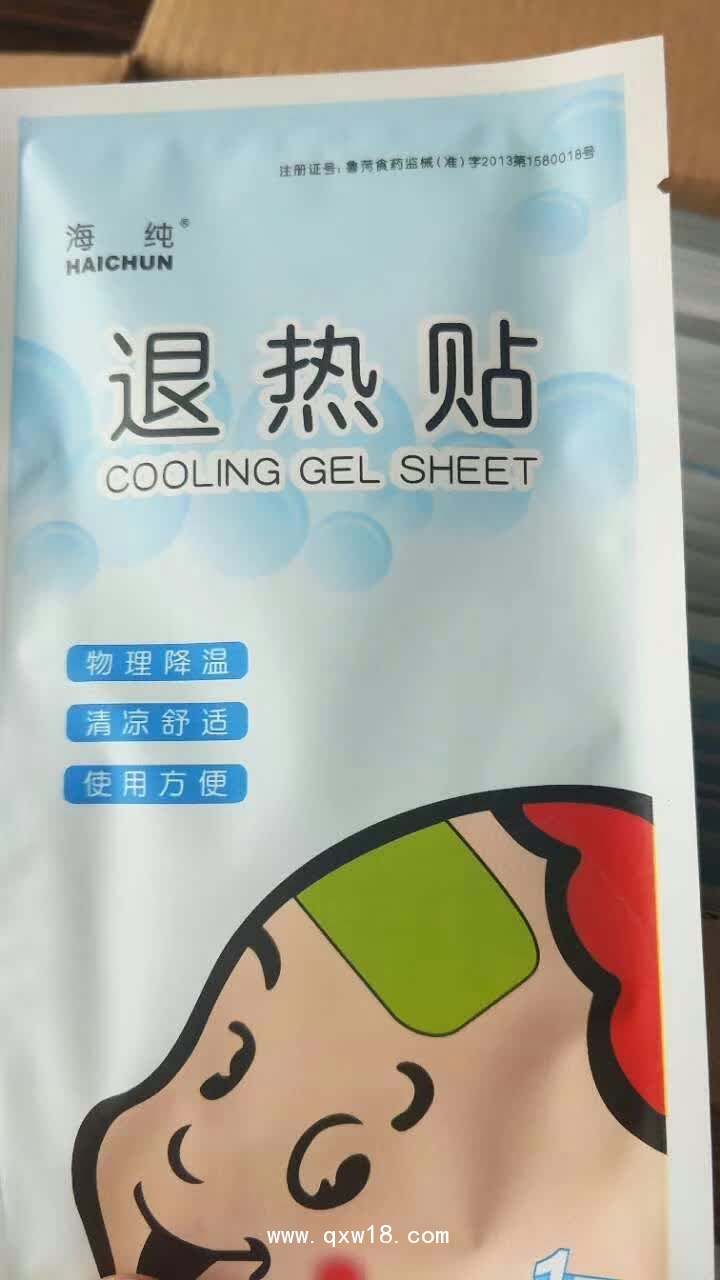 注册证号：鲁菏食药监械(准)字2013第1580018号
海纯®
HAICHUN
退热贴
COOLING GEL SHEET
物理降温
清凉舒适
使用方便
www.qxw18.com
1